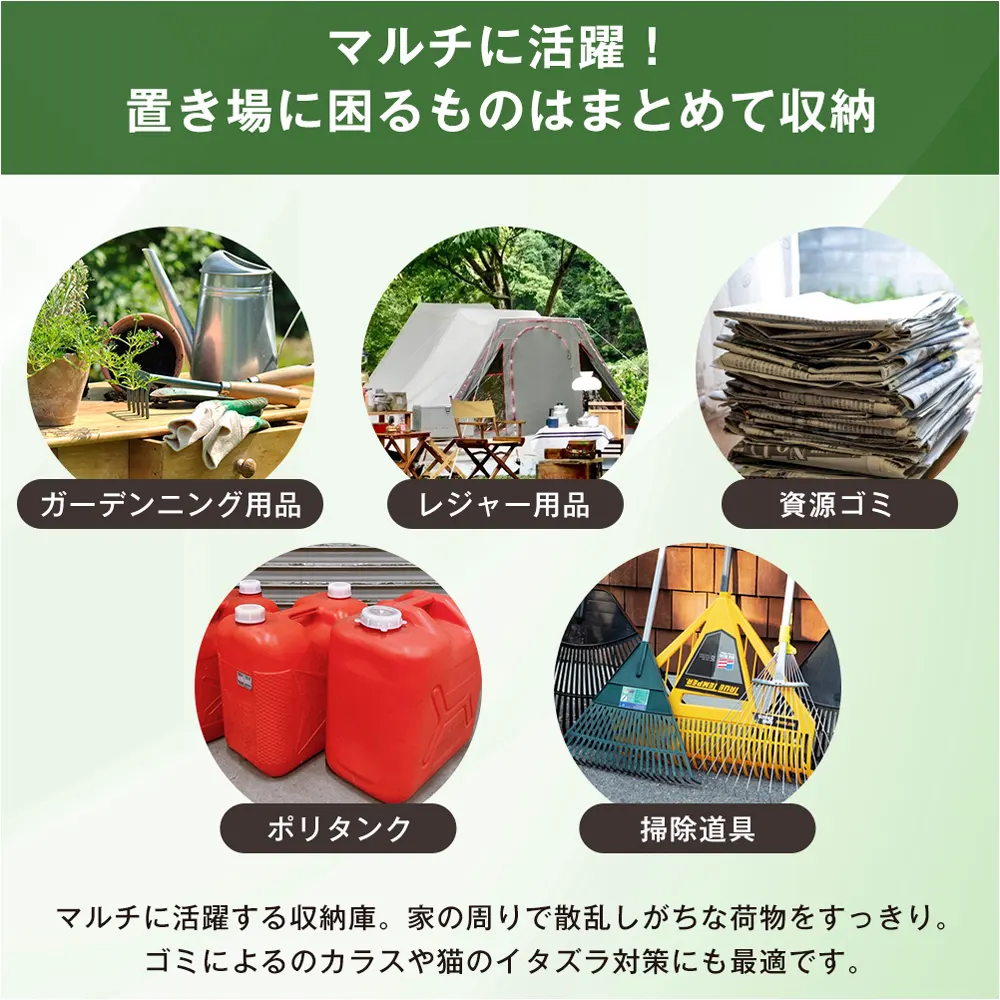 マルチに活躍！
置き場に困るものはまとめて収納
ガーデンニング用品
レジャー用品
資源ゴミ
ポリタンク
掃除道具
TRUE TEMPER
マルチに活躍する収納庫。家の周りで散乱しがちな荷物をすっきり。
ゴミによるのカラスや猫のイタズラ対策にも最適です。